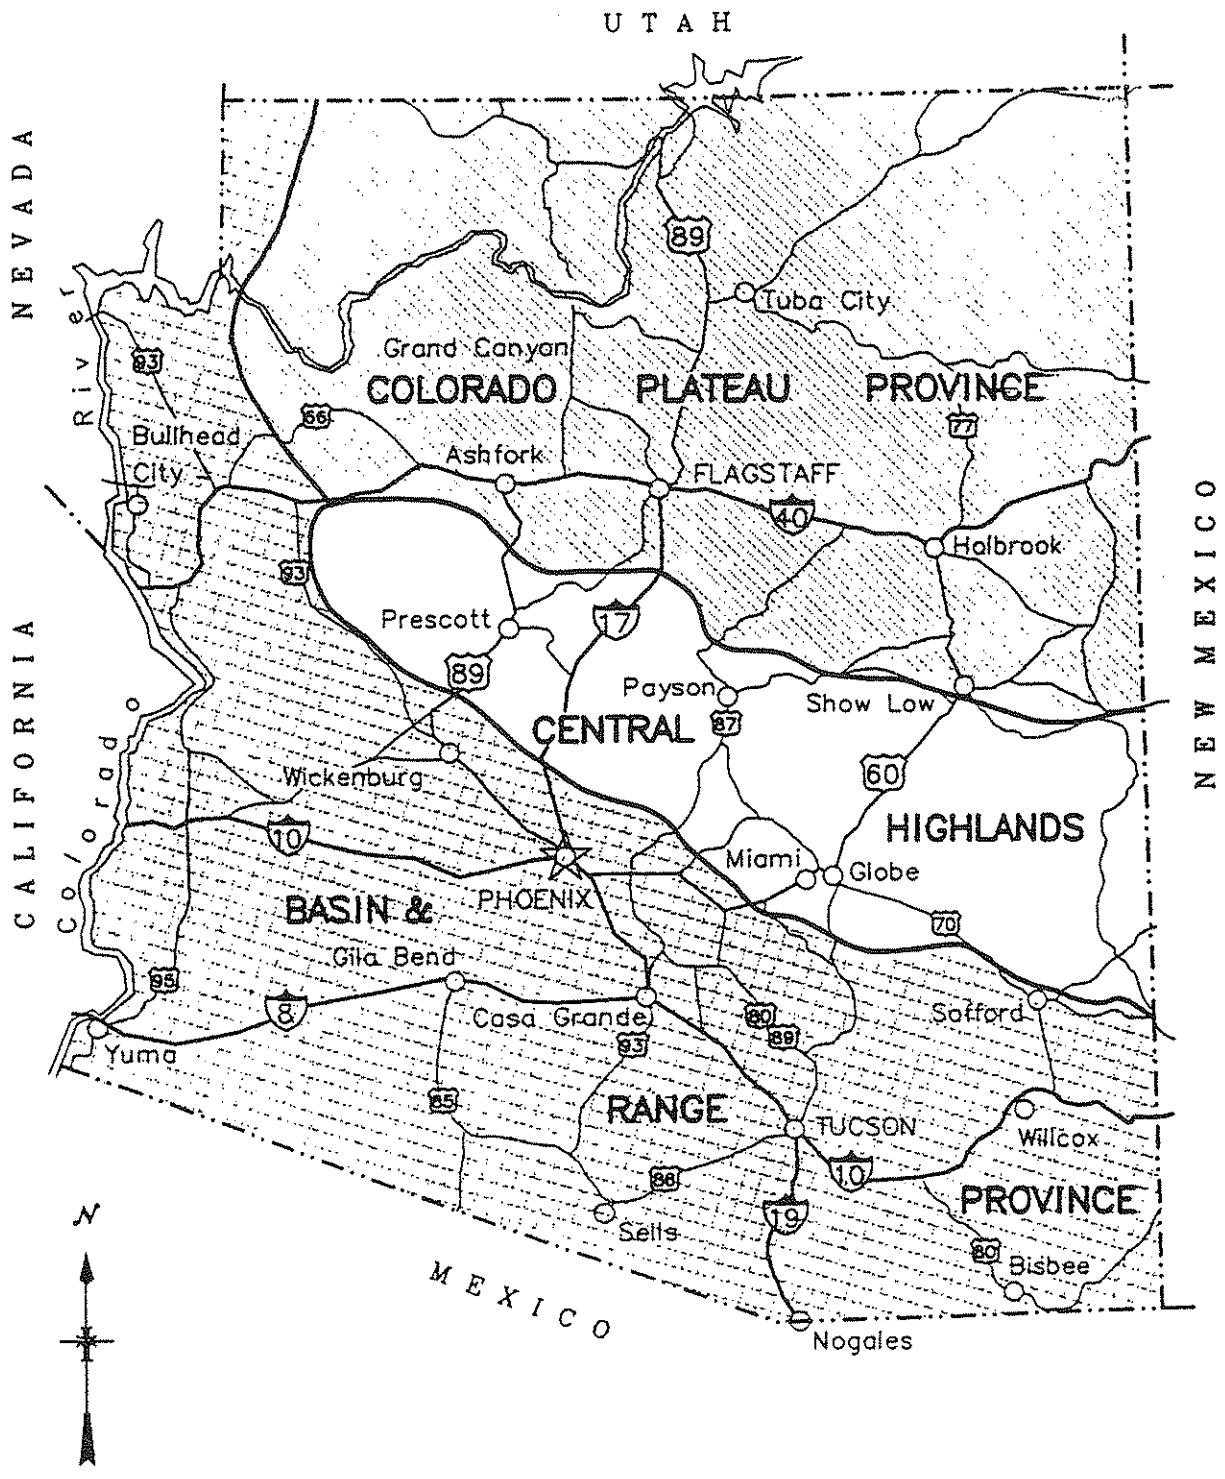 UTAH
NEVADA
89
Tuba City
River
93
Grand Canyon
COLORADO PLATEAU PROVINCE
66
77
Bullhead
City
Ashfork
FLAGSTAFF
40
Holbrook
93
NEW MEXICO
CALIFORNIA
Prescott
17
89
Payson
Show Low
87
CENTRAL
Colorado
Wickenburg
60
10
HIGHLANDS
Miami
Globe
PHOENIX
BASIN &
70
Gila Bend
95
8
Casa Grande
80
Safford
Yuma
93
89
85
RANGE
TUCSON
Willcox
86
10
PROVINCE
N
Sells
19
80
Bisbee
MEXICO
Nogales